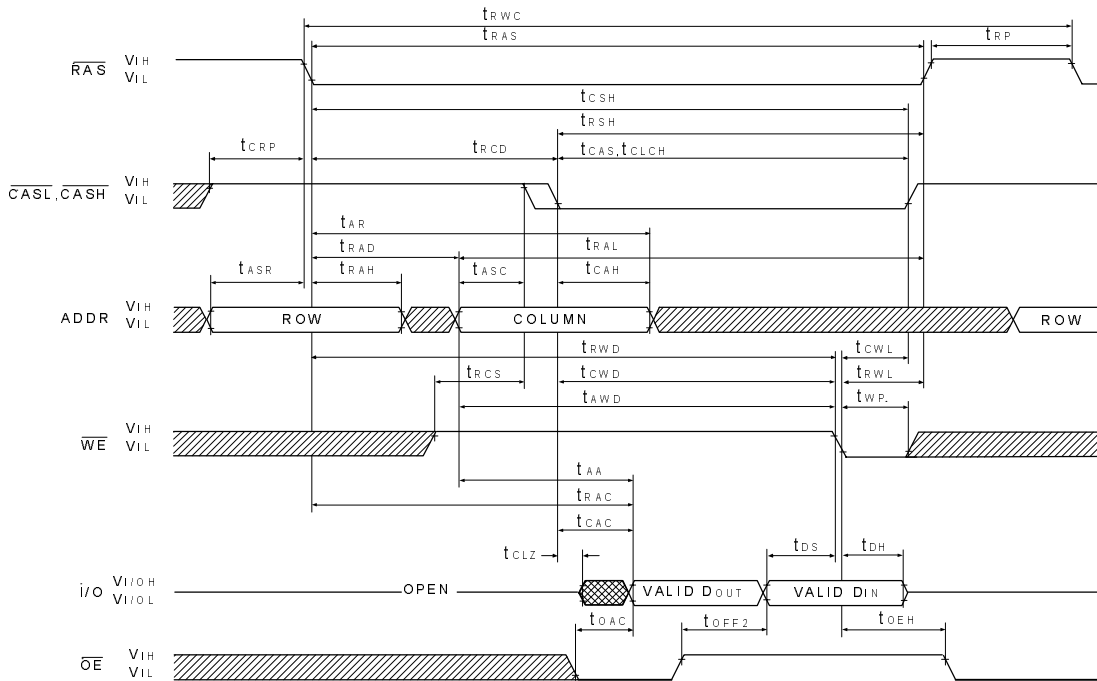 tRWC
tRAS
tRP
RAS VIH
VIL
tCSH
tRSH
tCRP tRCD tCAS,tCLCH
CASL,CASH VIH
VIL
tAR
tRAD tRAL
tASR tRAH tASC tCAH
ADDR VIH
VIL
ROW COLUMN ROW
tRWD tCWL
tRCS tCWD tRWL
tAWD tWP.
WE VIH
VIL
tAA
tRAC
tCAC
tCLZ tDS tDH
I/O VI/OH
VI/OL
OPEN VALID DOUT VALID DIN
tOAC tOFF2 tOEH
OE VIH
VIL